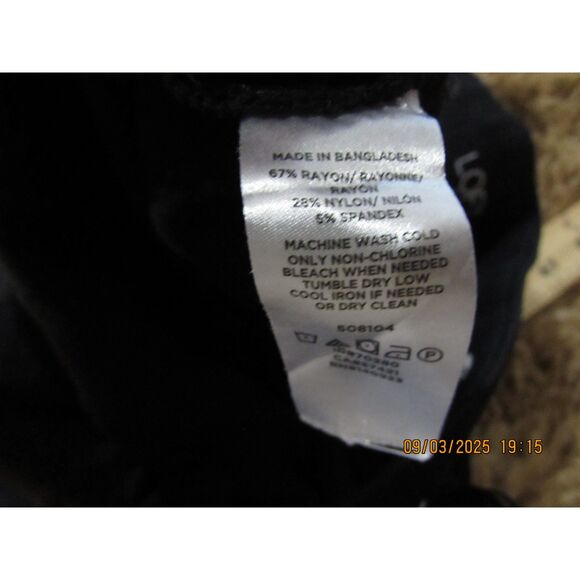 MADE IN BANGLADESH
67% RAYON/ RAYONNE/
RAYON
28% NYLON/ NILÓN
5% SPANDEX
MACHINE WASH COLD
ONLY NON-CHLORINE
BLEACH WHEN NEEDED
TUMBLE DRY LOW
COOL IRON IF NEEDED
OR DRY CLEAN
508104
P
09/03/2025 19:15